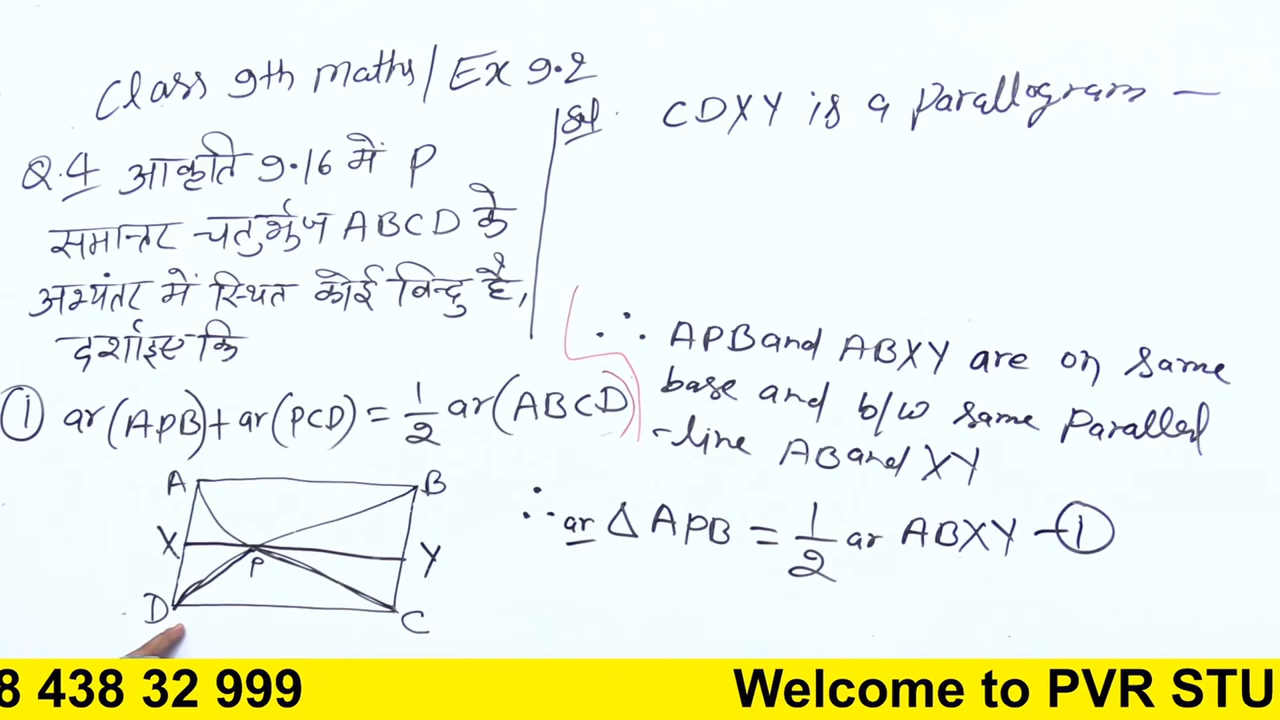 Class 9th maths / Ex 9.2
Q.4 आकृति 9.16 में P
समान्तर चतुर्भुज ABCD के
अभ्यंतर में स्थित कोई विन्दु है,
दर्शाइए कि
① ar(APB)+ar(PCD) = 1/2 ar(ABCD)
A B
X Y
P
D C
Sol. CDXY is a Parallogram —
∴ APB and ABXY are on same
base and b/w same Parallel
-line AB and XY
∴ ar △ APB = 1/2 ar ABXY —①
8 438 32 999 Welcome to PVR STU